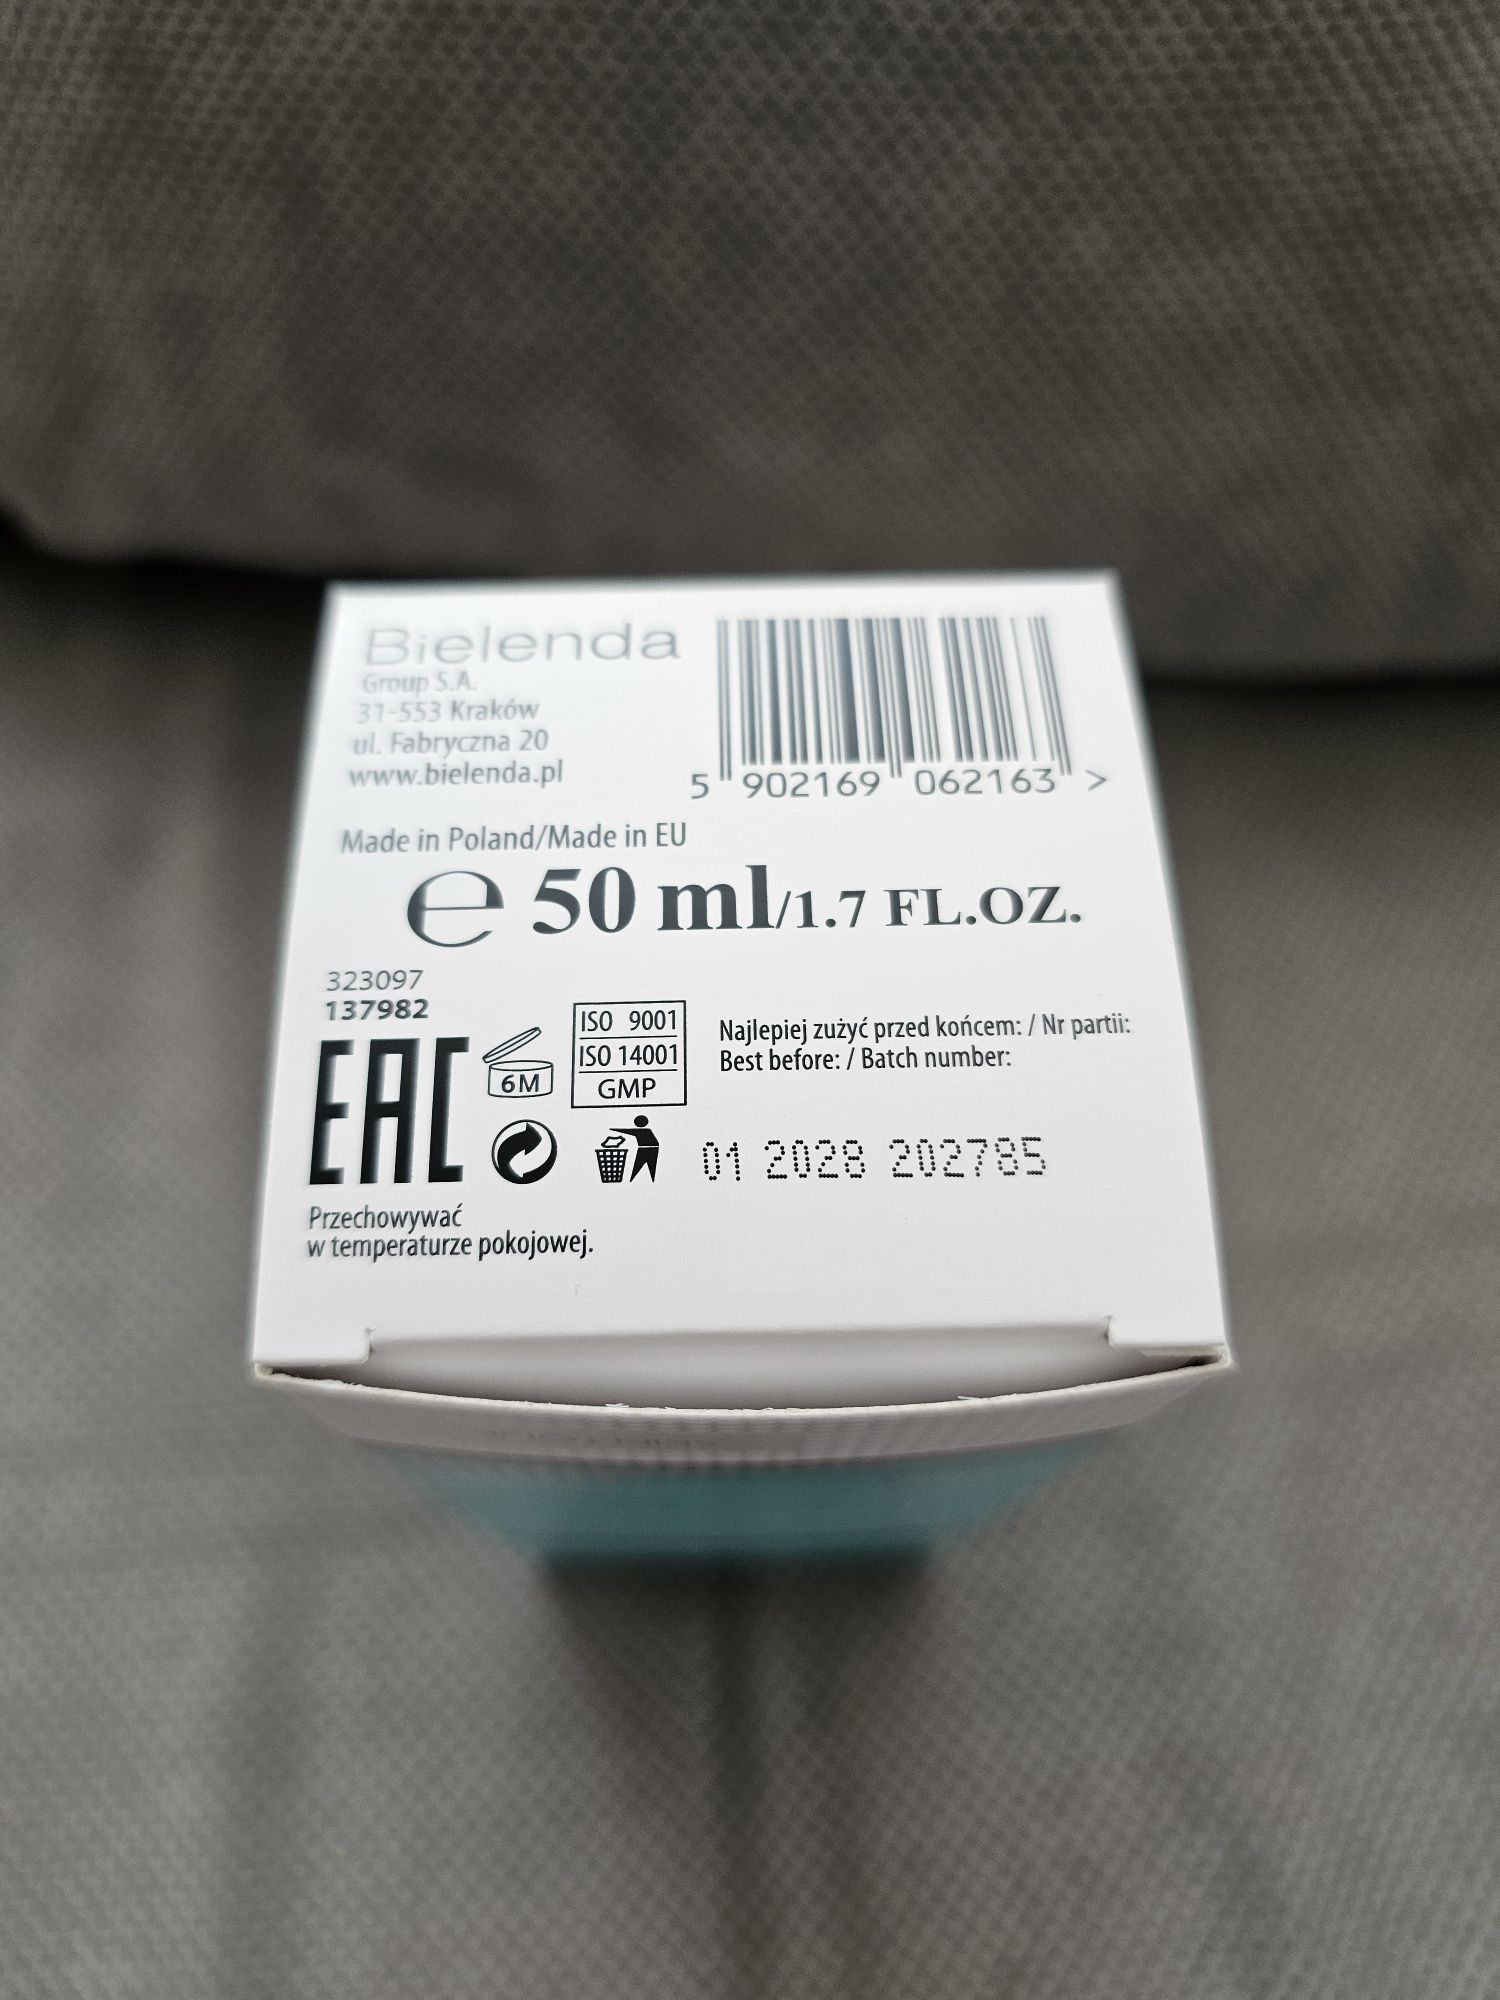 Bielenda
Group S.A.
31-553 Kraków
ul. Fabryczna 20
www.bielenda.pl
5 902169 062163 >
Made in Poland/Made in EU
e 50 ml/1.7 FL.OZ.
323097
137982
EAC
6M
ISO 9001
ISO 14001
GMP
Najlepiej zużyć przed końcem: / Nr partii:
Best before: / Batch number:
01 2028 202785
Przechowywać
w temperaturze pokojowej.